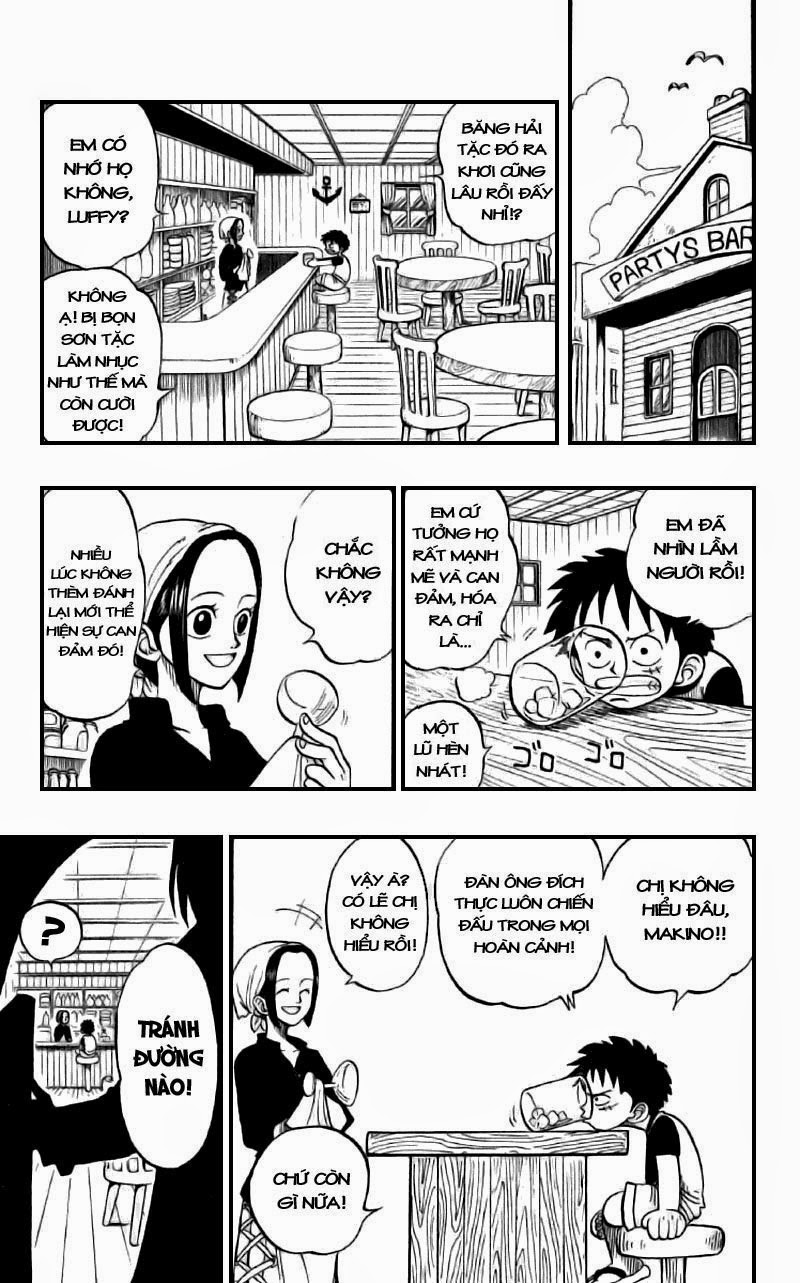 PARTYS BAR
BĂNG HẢI
TẶC ĐÓ RA
KHƠI CŨNG
LÂU RỒI ĐẤY
NHỈ!?
EM CÓ
NHỚ HỌ
KHÔNG,
LUFFY?
KHÔNG
Ạ! BỊ BỌN
SƠN TẶC
LÀM NHỤC
NHƯ THẾ MÀ
CÒN CƯỜI
ĐƯỢC!
EM ĐÃ
NHÌN LẦM
NGƯỜI RỒI!
EM CỨ
TƯỞNG HỌ
RẤT MẠNH
MẼ VÀ CAN
ĐẢM, HÓA
RA CHỈ
LÀ...
MỘT
LŨ HÈN
NHÁT!
ゴロ
ゴロ
CHẮC
KHÔNG
VẬY?
NHIỀU
LÚC KHÔNG
THÈM ĐÁNH
LẠI MỚI THỂ
HIỆN SỰ CAN
ĐẢM ĐÓ!
CHỊ KHÔNG
HIỂU ĐÂU,
MAKINO!!
ĐÀN ÔNG ĐÍCH
THỰC LUÔN CHIẾN
ĐẤU TRONG MỌI
HOÀN CẢNH!
VẬY À?
CÓ LẼ CHỊ
KHÔNG
HIỂU RỒI!
CHỨ CÒN
GÌ NỮA!
?
TRÁNH
ĐƯỜNG
NÀO!